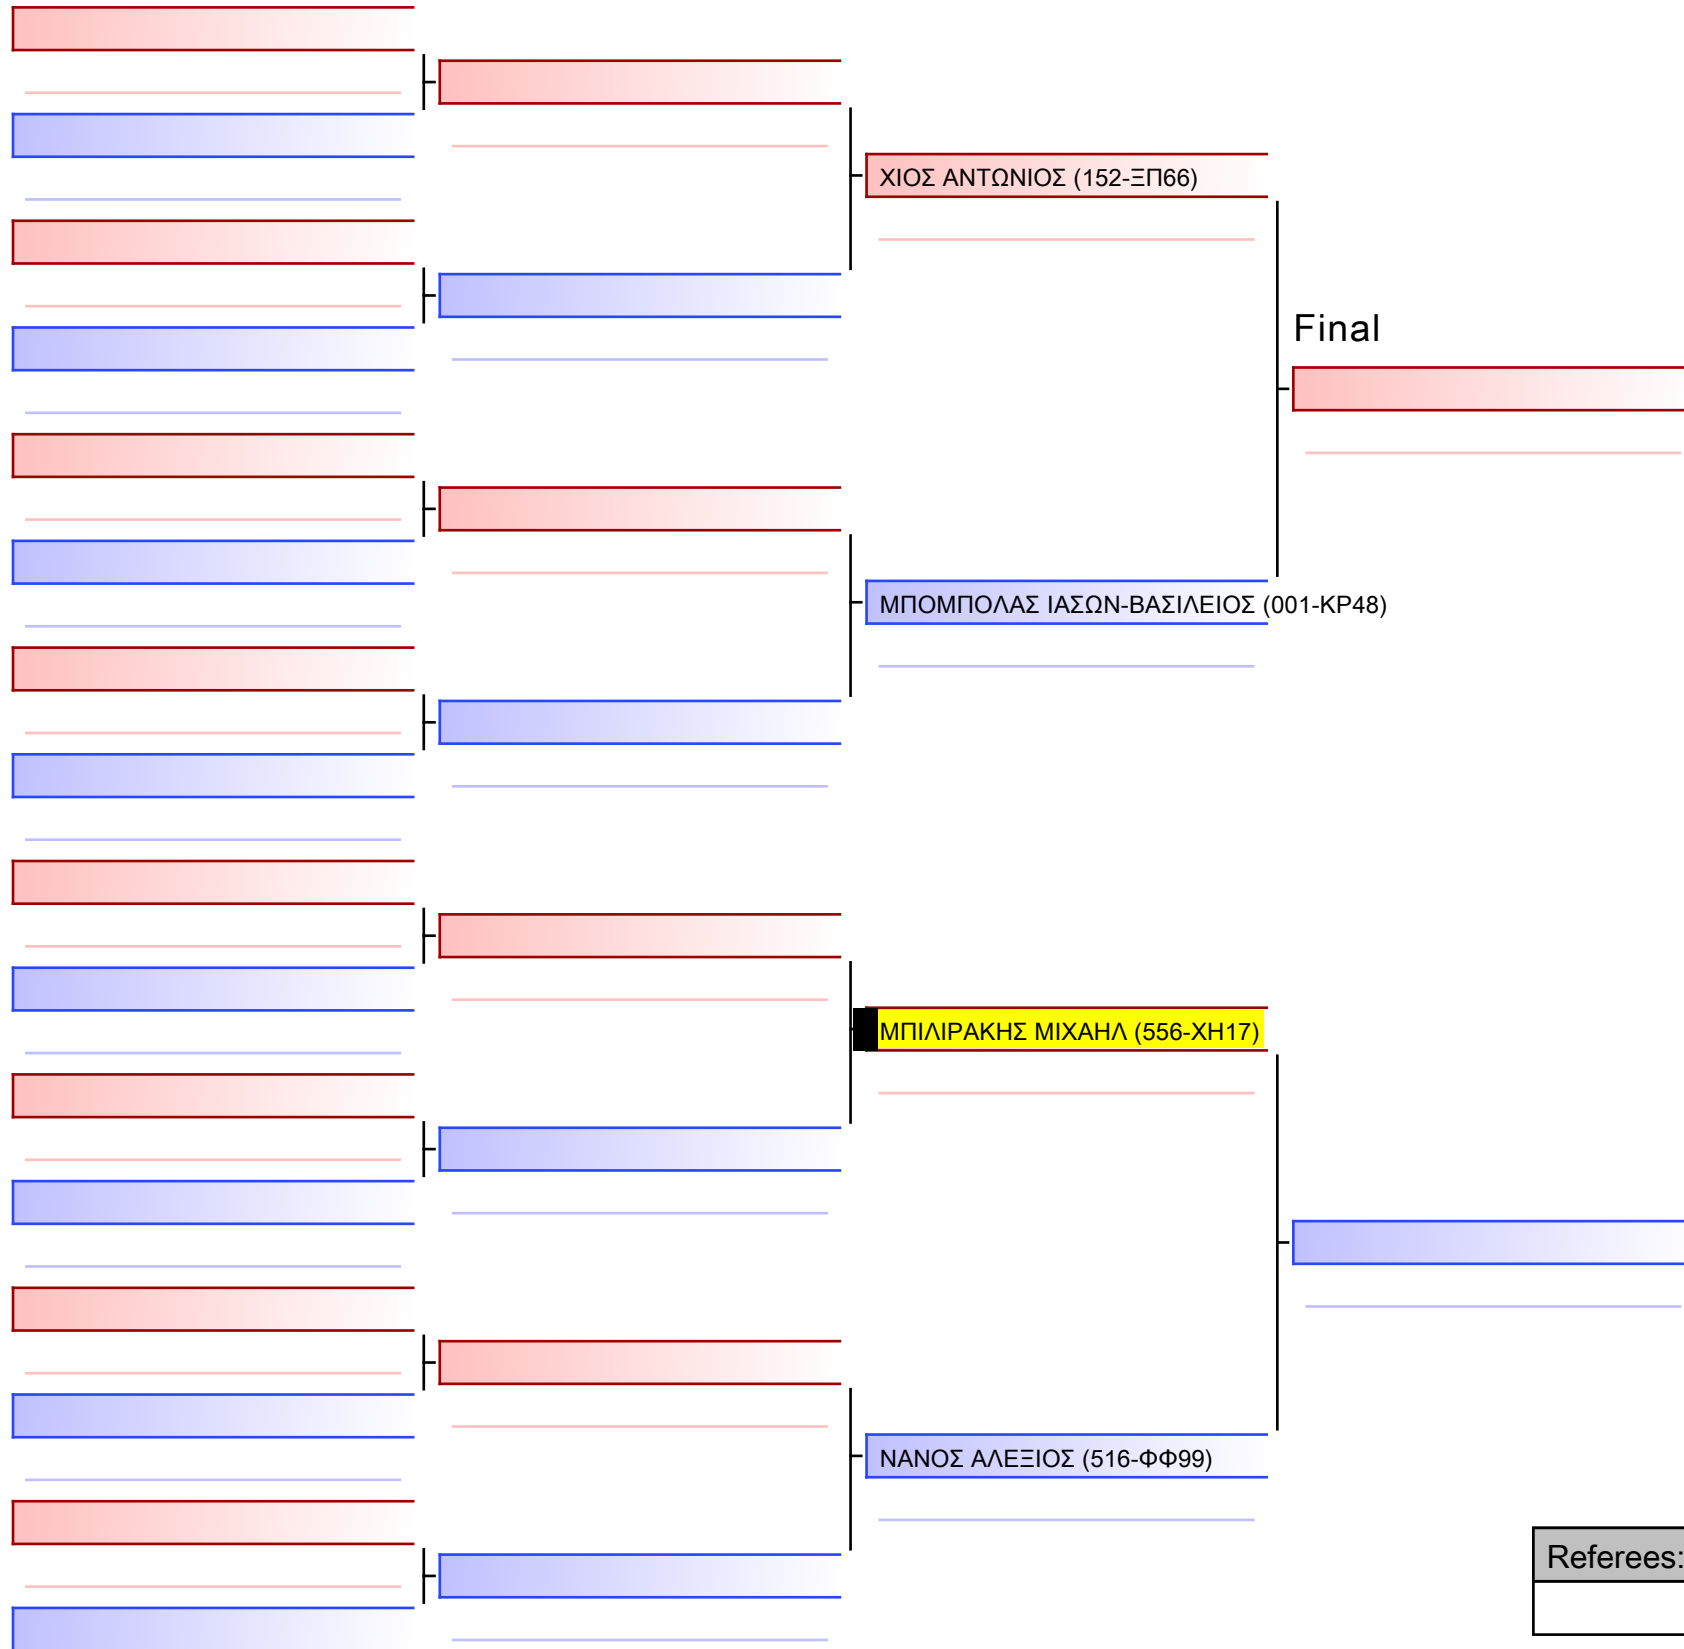 ΧΙΟΣ ΑΝΤΩΝΙΟΣ (152-ΞΠ66)
Final
ΜΠΟΜΠΟΛΑΣ ΙΑΣΩΝ-ΒΑΣΙΛΕΙΟΣ (001-ΚΡ48)
ΜΠΙΛΙΡΑΚΗΣ ΜΙΧΑΗΛ (556-ΧΗ17)
ΝΑΝΟΣ ΑΛΕΞΙΟΣ (516-ΦΦ99)
Referees: